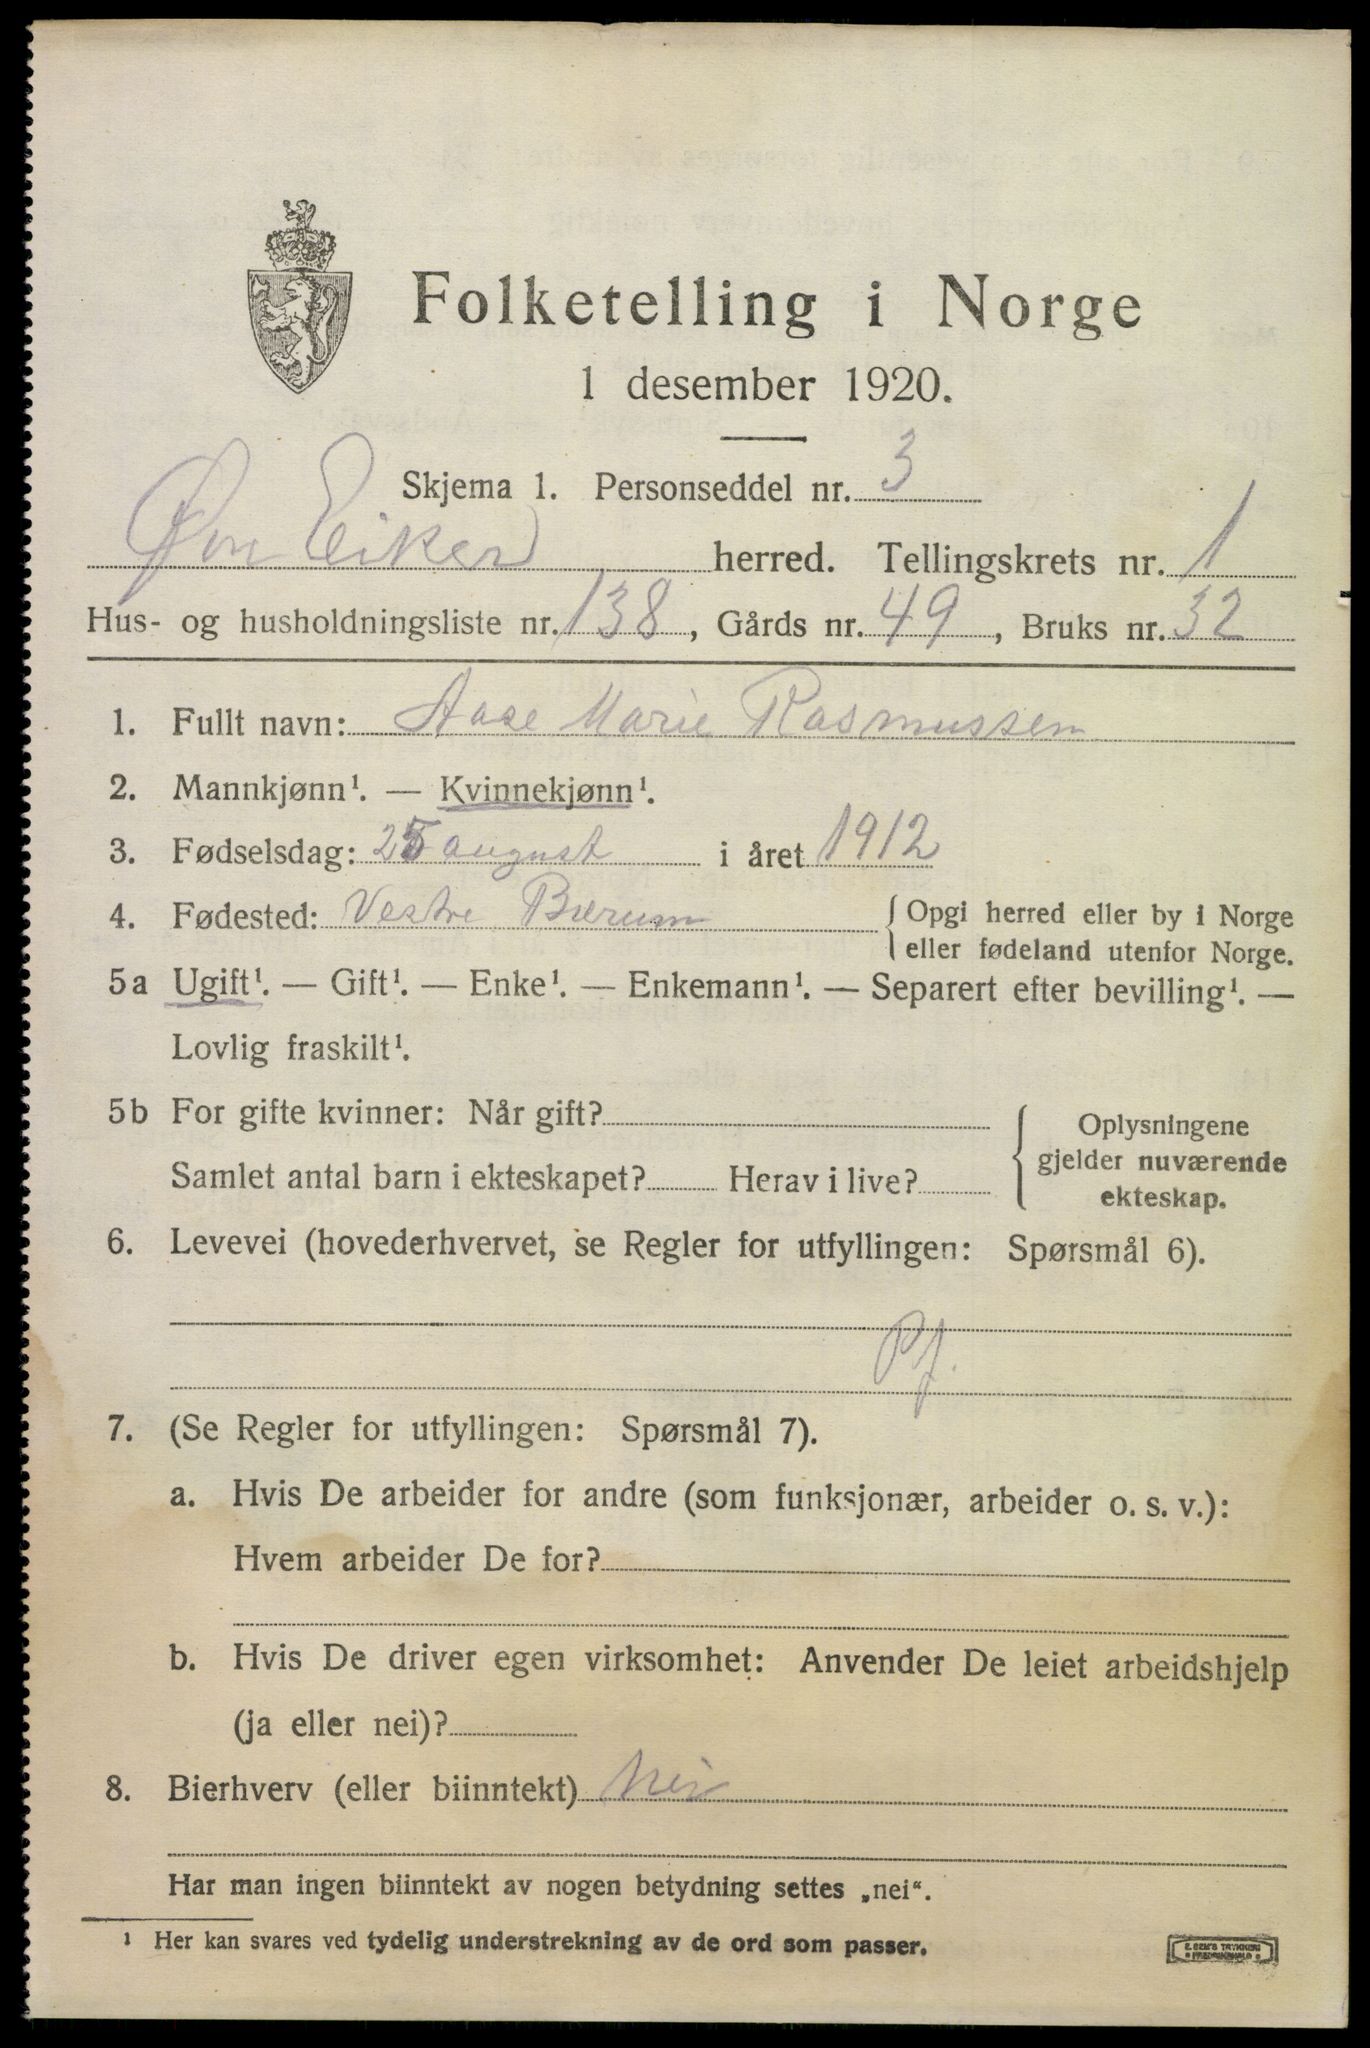 Folketelling i Norge
1 desember 1920.
Skjema 1. Personseddel nr. 3
Øvre Eiker herred. Tellingskrets nr. 1
Hus- og husholdningsliste nr. 138, Gårds nr. 49, Bruks nr. 32
1. Fullt navn: Aase Marie Rasmussen
2. Mannkjønn¹. — Kvinnekjønn¹.
3. Fødselsdag: 25 august i året 1912
4. Fødested: Vestre Bærum {Opgi herred eller by i Norge
eller fødeland utenfor Norge.
5a Ugift¹. — Gift¹. — Enke¹. — Enkemann¹. — Separert efter bevilling¹. —
Lovlig fraskilt¹.
5b For gifte kvinner: Når gift?
Samlet antal barn i ekteskapet? Herav i live?
{Oplysningene
gjelder nuværende
ekteskap.
6. Levevei (hovederhvervet, se Regler for utfyllingen: Spørsmål 6).
Pf.
7. (Se Regler for utfyllingen: Spørsmål 7).
a. Hvis De arbeider for andre (som funksjonær, arbeider o. s. v.):
Hvem arbeider De for?
b. Hvis De driver egen virksomhet: Anvender De leiet arbeidshjelp
(ja eller nei)?
8. Bierhverv (eller biinntekt) Nei
Har man ingen biinntekt av nogen betydning settes „nei“.
¹ Her kan svares ved tydelig understrekning av de ord som passer.
E. SEM'S TRYKKERI
FREDRIKSHALD